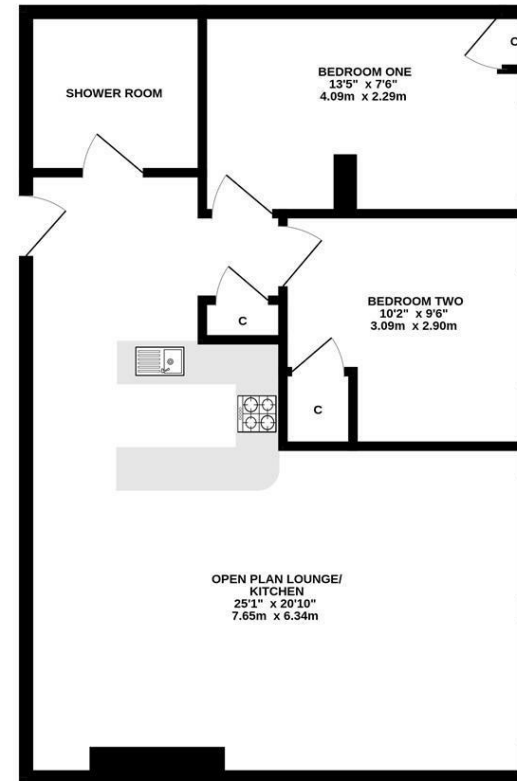 SHOWER ROOM
BEDROOM ONE
13'5" x 7'6"
4.09m x 2.29m
C
BEDROOM TWO
10'2" x 9'6"
3.09m x 2.90m
C
C
OPEN PLAN LOUNGE/
KITCHEN
25'1" x 20'10"
7.65m x 6.34m